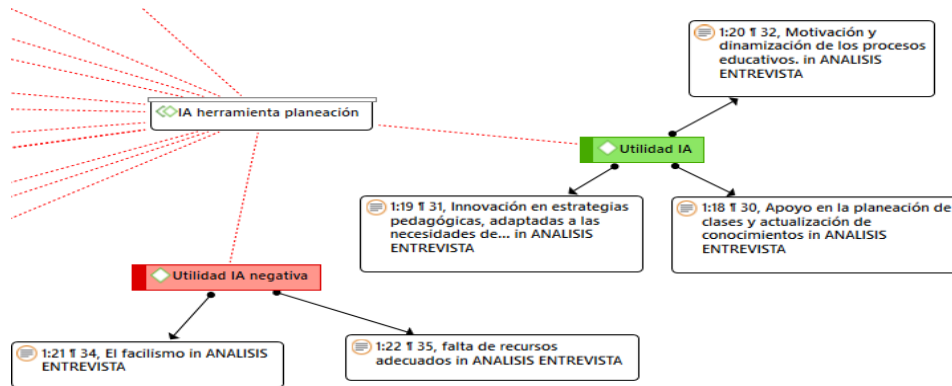 1:20 ¶ 32, Motivación y
dinamización de los procesos
educativos. in ANALISIS
ENTREVISTA
IA herramienta planeación
Utilidad IA
1:19 ¶ 31, Innovación en estrategias
pedagógicas, adaptadas a las
necesidades de... in ANALISIS
ENTREVISTA
1:18 ¶ 30, Apoyo en la planeación de
clases y actualización de
conocimientos in ANALISIS
ENTREVISTA
Utilidad IA negativa
1:21 ¶ 34, El facilismo in ANALISIS
ENTREVISTA
1:22 ¶ 35, falta de recursos
adecuados in ANALISIS ENTREVISTA